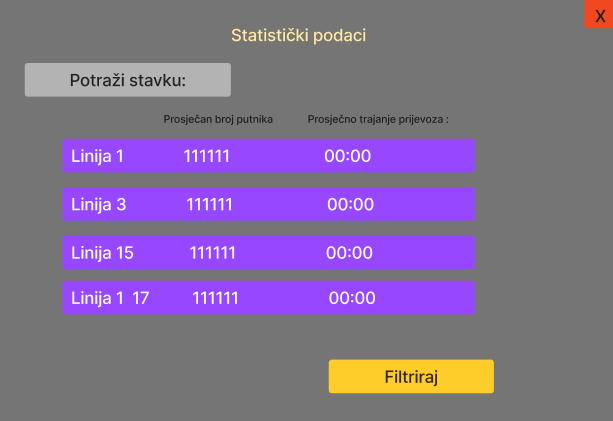 X
Statistički podaci
Potraži stavku:
Prosječan broj putnika Prosječno trajanje prijevoza :
Linija 1 111111 00:00
Linija 3 111111 00:00
Linija 15 111111 00:00
Linija 1 17 111111 00:00
Filtriraj